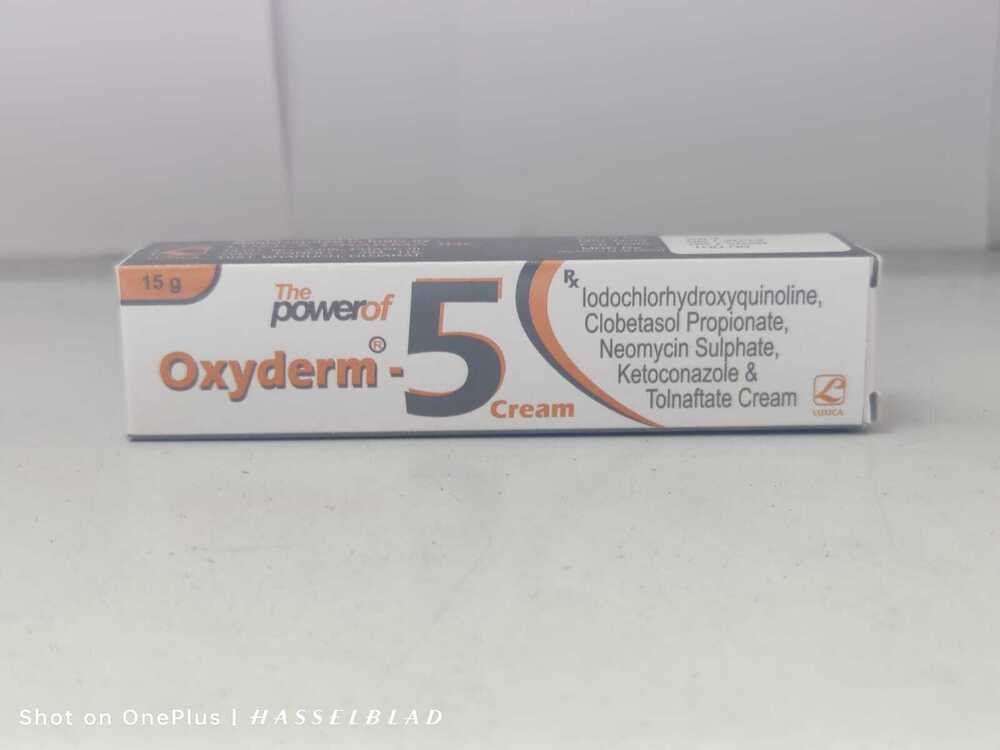 15 g
The
powerof
Oxyderm® - 5
Cream
Rx
Iodochlorhydroxyquinoline,
Clobetasol Propionate,
Neomycin Sulphate,
Ketoconazole &
Tolnaftate Cream
LUXICA
Shot on OnePlus | HASSELBLAD